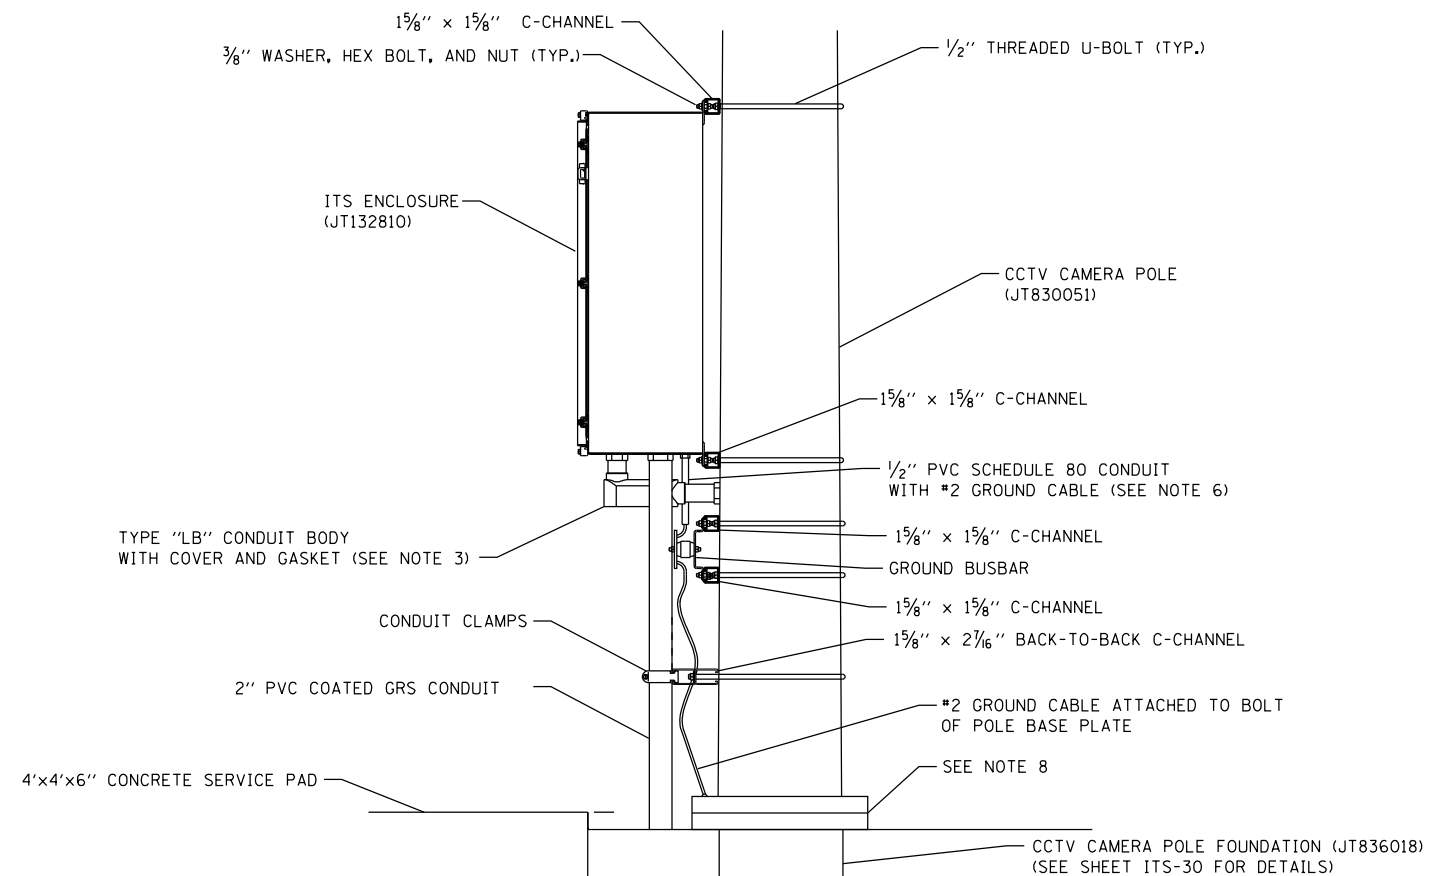 1⅝'' x 1⅝'' C-CHANNEL
⅜'' WASHER, HEX BOLT, AND NUT (TYP.)
½'' THREADED U-BOLT (TYP.)
ITS ENCLOSURE
(JT132810)
CCTV CAMERA POLE
(JT830051)
1⅝'' x 1⅝'' C-CHANNEL
½'' PVC SCHEDULE 80 CONDUIT
WITH #2 GROUND CABLE (SEE NOTE 6)
TYPE "LB" CONDUIT BODY
WITH COVER AND GASKET (SEE NOTE 3)
1⅝'' x 1⅝'' C-CHANNEL
GROUND BUSBAR
1⅝'' x 1⅝'' C-CHANNEL
CONDUIT CLAMPS
1⅝'' x 2⁷⁄₁₆'' BACK-TO-BACK C-CHANNEL
2'' PVC COATED GRS CONDUIT
#2 GROUND CABLE ATTACHED TO BOLT
OF POLE BASE PLATE
4'x4'x6'' CONCRETE SERVICE PAD
SEE NOTE 8
CCTV CAMERA POLE FOUNDATION (JT836018)
(SEE SHEET ITS-30 FOR DETAILS)